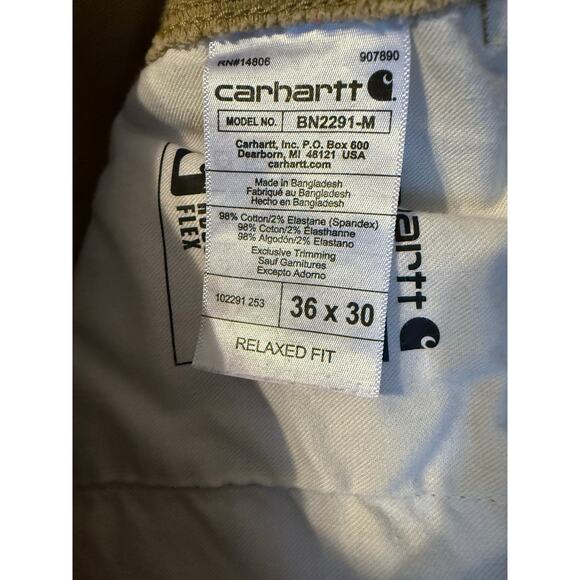 RN#14806 907890
carhartt
MODEL NO. BN2291-M
Carhartt, Inc. P.O. Box 600
Dearborn, MI 48121 USA
carhartt.com
Made in Bangladesh
Fabriqué au Bangladesh
Hecho en Bangladesh
98% Cotton/2% Elastane (Spandex)
98% Coton/2% Élasthanne
98% Algodón/2% Elastano
Exclusive Trimming
Sauf Garnitures
Excepto Adorno
102291 253 36 x 30
RELAXED FIT
FLEX